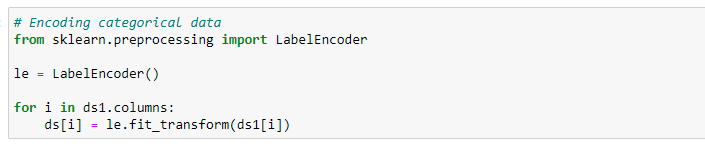 # Encoding categorical data
from sklearn.preprocessing import LabelEncoder
le = LabelEncoder()
for i in ds1.columns:
    ds[i] = le.fit_transform(ds1[i])